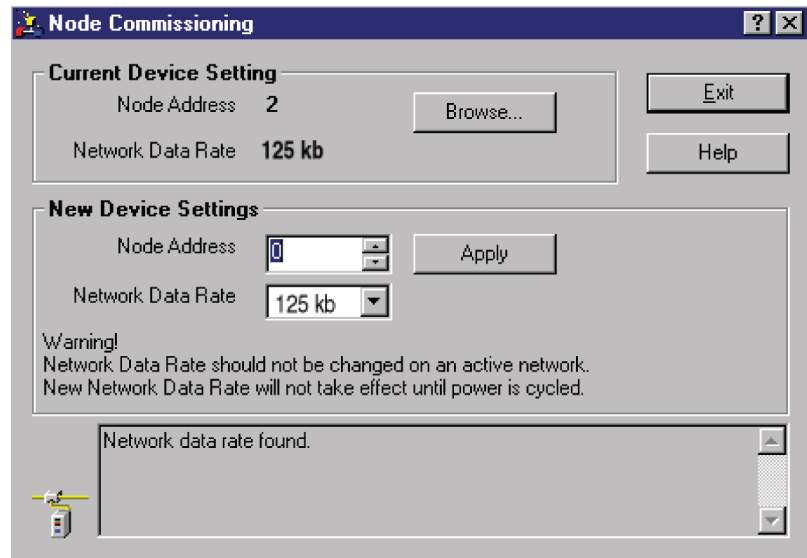 Node Commissioning
Current Device Setting
Node Address 2
Browse...
Network Data Rate 125 kb
Exit
Help
New Device Settings
Node Address 0
Apply
Network Data Rate 125 kb
Warning!
Network Data Rate should not be changed on an active network.
New Network Data Rate will not take effect until power is cycled.
Network data rate found.